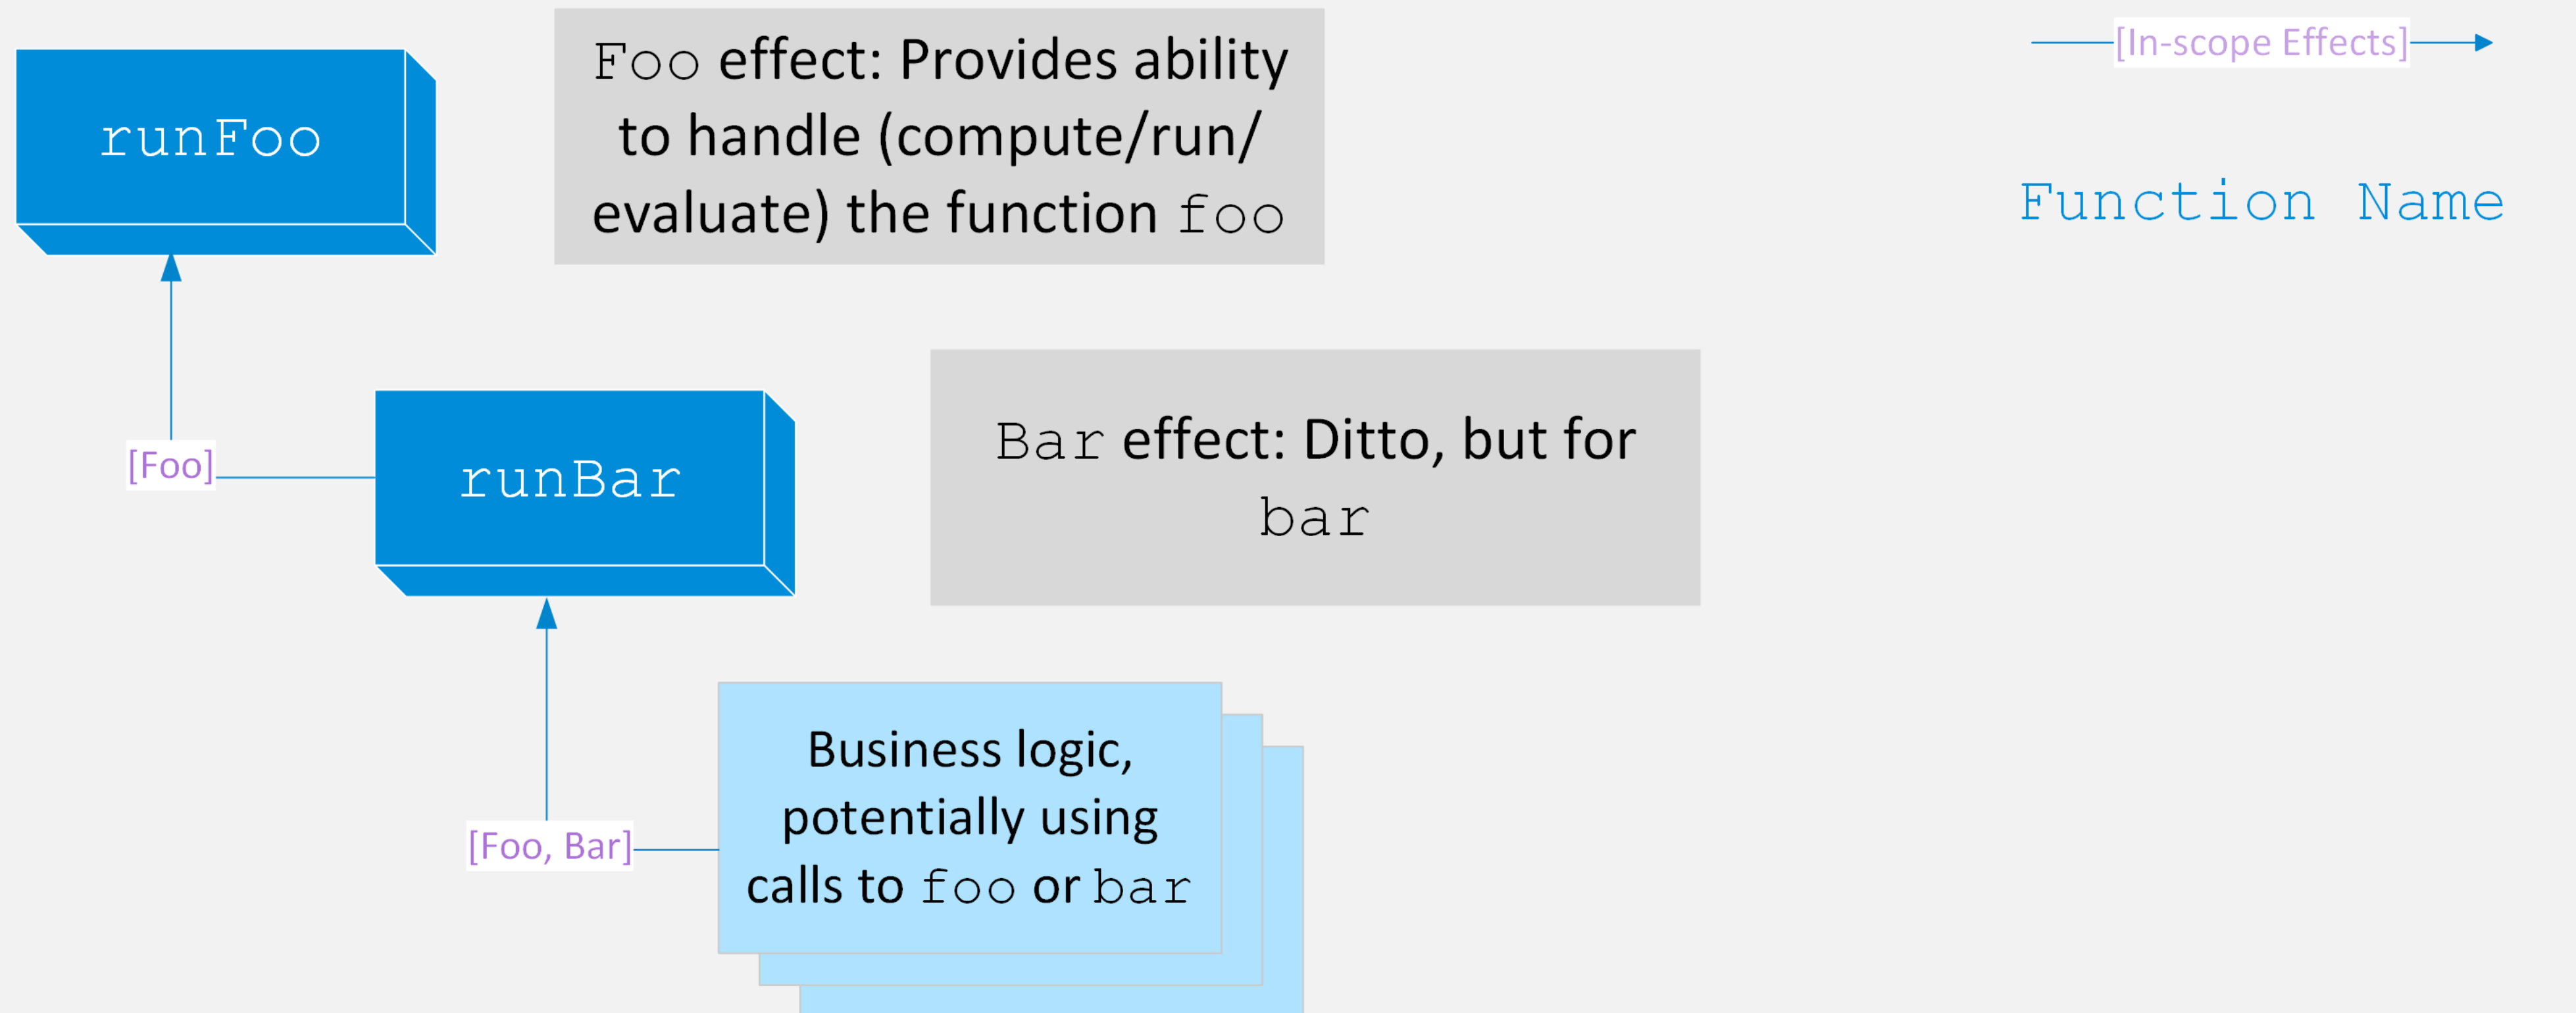 runFoo
Foo effect: Provides ability
to handle (compute/run/
evaluate) the function foo
[In-scope Effects]
Function Name
[Foo]
runBar
Bar effect: Ditto, but for
bar
[Foo, Bar]
Business logic,
potentially using
calls to foo or bar